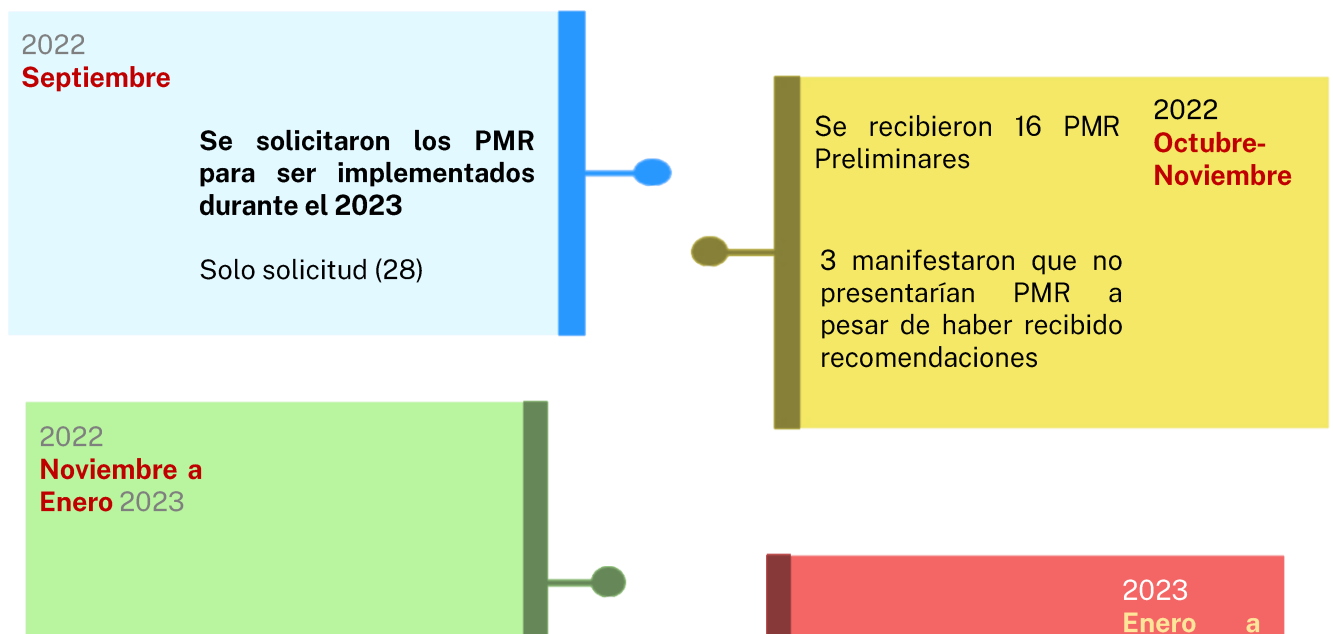 2022
Septiembre
Se solicitaron los PMR
para ser implementados
durante el 2023
Solo solicitud (28)
2022
Octubre-
Noviembre
Se recibieron 16 PMR
Preliminares
3 manifestaron que no
presentarían PMR a
pesar de haber recibido
recomendaciones
2022
Noviembre a
Enero 2023
2023
Enero a